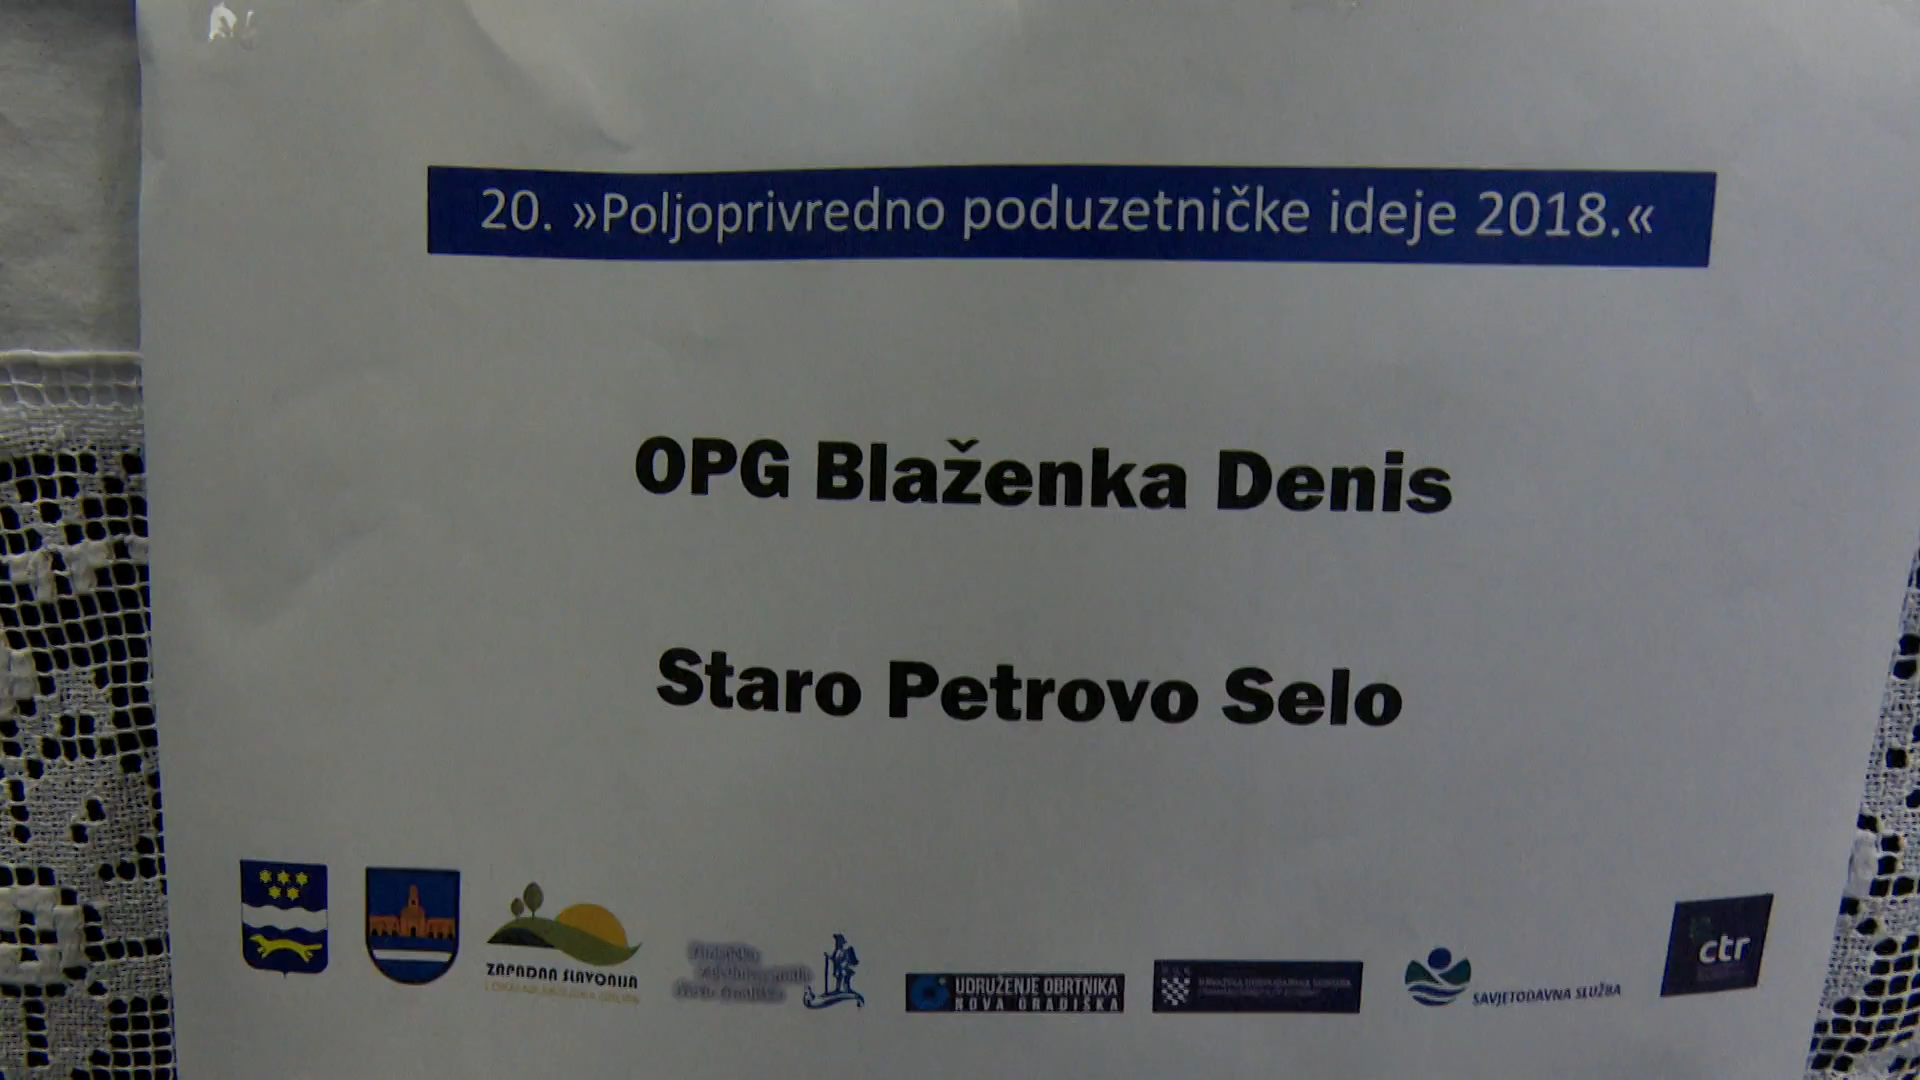 20. »Poljoprivredno poduzetničke ideje 2018.«
OPG Blaženka Denis
Staro Petrovo Selo
ZAPADNA SLAVONIJA
UDRUŽENJE OBRTNIKA
NOVA GRADIŠKA
SAVJETODAVNA SLUŽBA
ctr